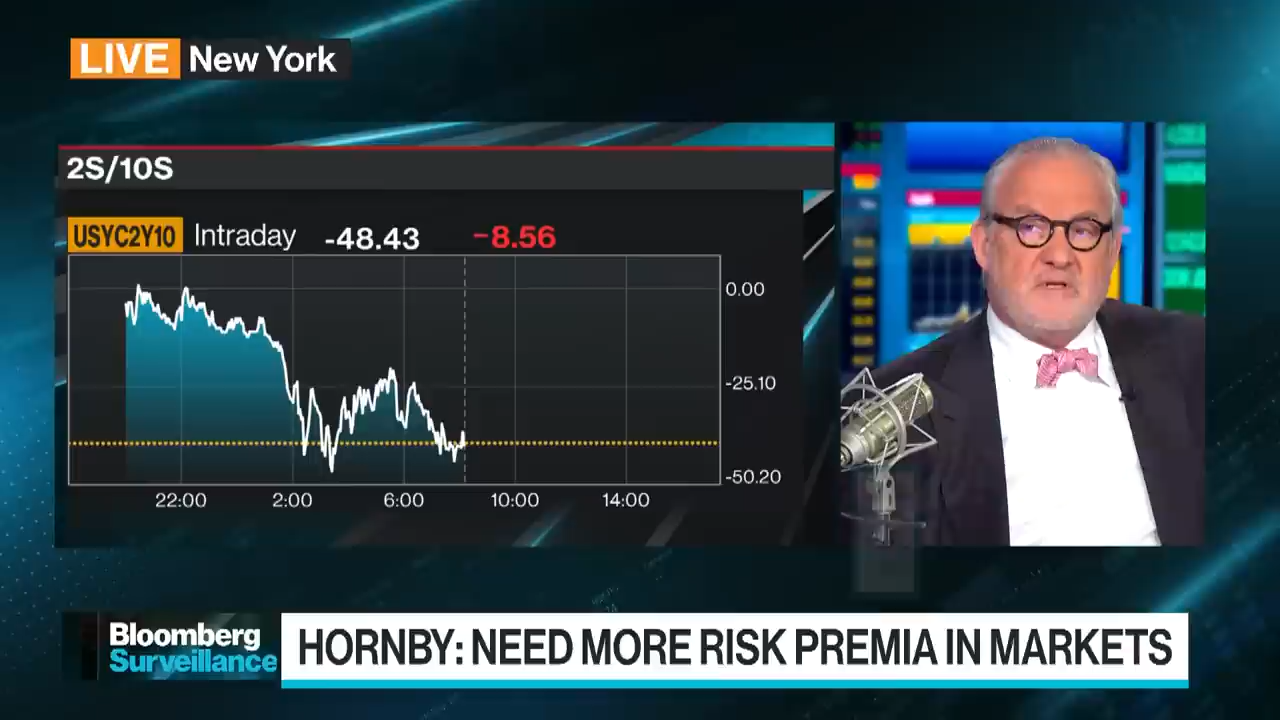 LIVE New York
2S/10S
USYC2Y10 Intraday -48.43 -8.56
0.00
-25.10
-50.20
22:00 2:00 6:00 10:00 14:00
Bloomberg
Surveillance
HORNBY: NEED MORE RISK PREMIA IN MARKETS